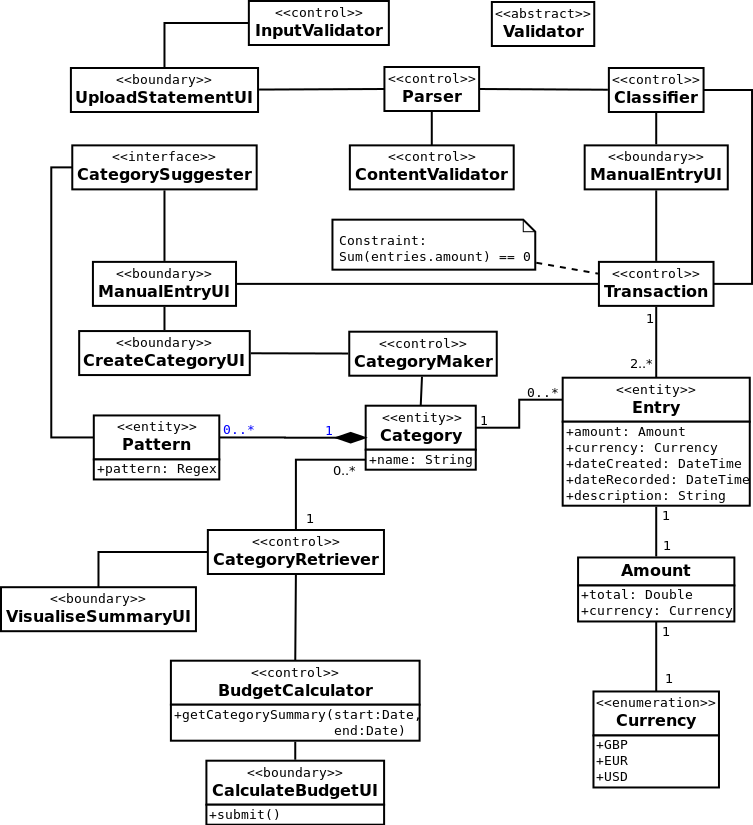 <<control>>
InputValidator
<<abstract>>
Validator
<<boundary>>
UploadStatementUI
<<control>>
Parser
<<control>>
Classifier
<<interface>>
CategorySuggester
<<control>>
ContentValidator
<<boundary>>
ManualEntryUI
Constraint:
Sum(entries.amount) == 0
<<boundary>>
ManualEntryUI
<<control>>
Transaction
1
2..*
<<boundary>>
CreateCategoryUI
<<control>>
CategoryMaker
<<entity>>
Entry
+amount: Amount
+currency: Currency
+dateCreated: DateTime
+dateRecorded: DateTime
+description: String
0..*
1
<<entity>>
Category
+name: String
<<entity>>
Pattern
+pattern: Regex
0..*
1
0..*
1
<<control>>
CategoryRetriever
1
1
Amount
+total: Double
+currency: Currency
<<boundary>>
VisualiseSummaryUI
1
1
<<control>>
BudgetCalculator
+getCategorySummary(start:Date,
end:Date)
<<enumeration>>
Currency
+GBP
+EUR
+USD
<<boundary>>
CalculateBudgetUI
+submit()